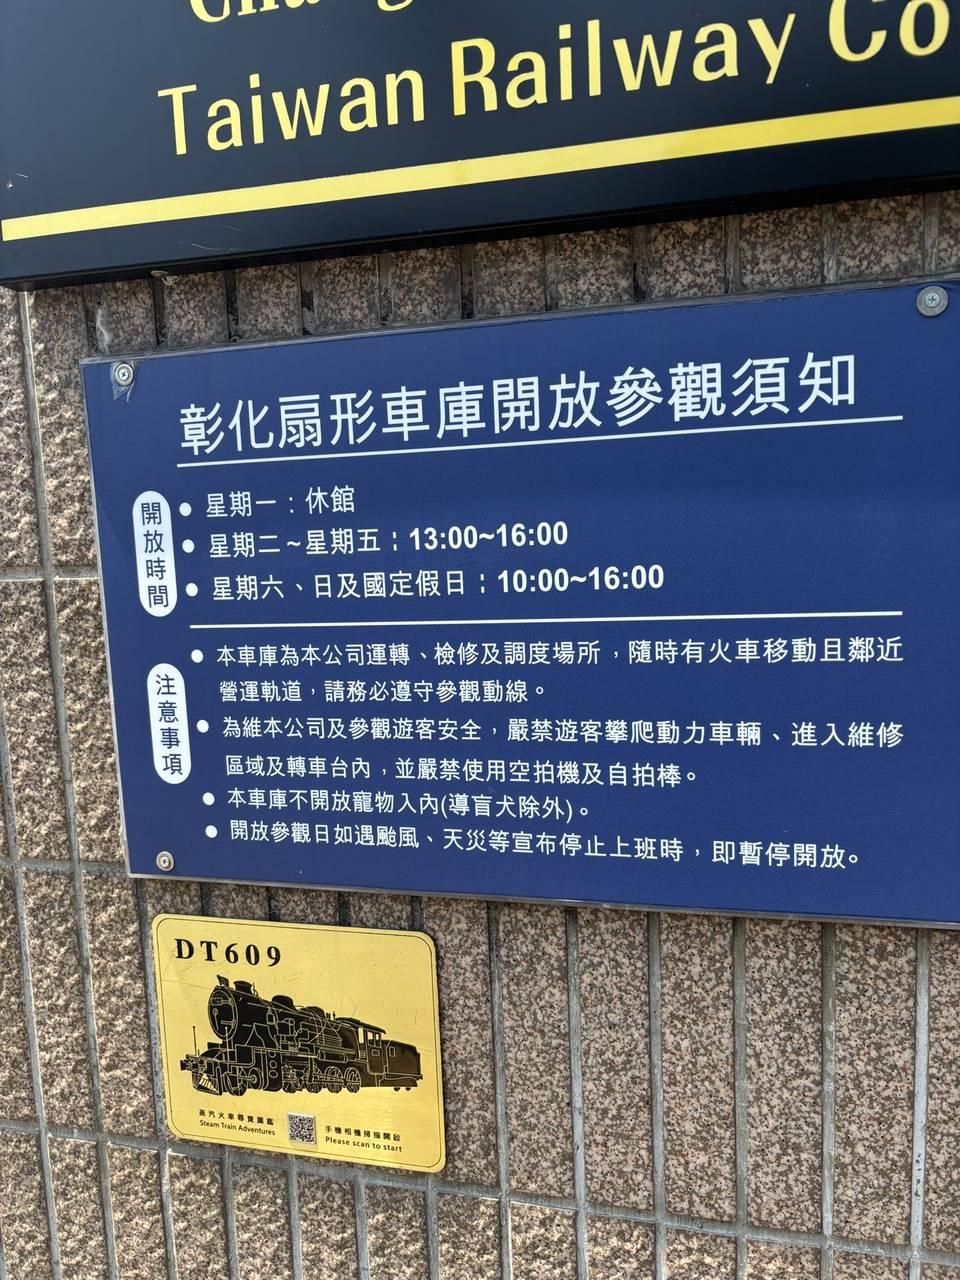 Taiwan Railway Co
彰化扇形車庫開放參觀須知
開放時間
● 星期一：休館
● 星期二~星期五：13:00~16:00
● 星期六、日及國定假日：10:00~16:00
注意事項
● 本車庫為本公司運轉、檢修及調度場所，隨時有火車移動且鄰近
營運軌道，請務必遵守參觀動線。
● 為維本公司及參觀遊客安全，嚴禁遊客攀爬動力車輛、進入維修
區域及轉車台內，並嚴禁使用空拍機及自拍棒。
● 本車庫不開放寵物入內(導盲犬除外)。
● 開放參觀日如遇颱風、天災等宣布停止上班時，即暫停開放。
DT609
蒸汽火車尋寶圖鑑
Steam Train Adventures
手機相機掃描開啟
Please scan to start